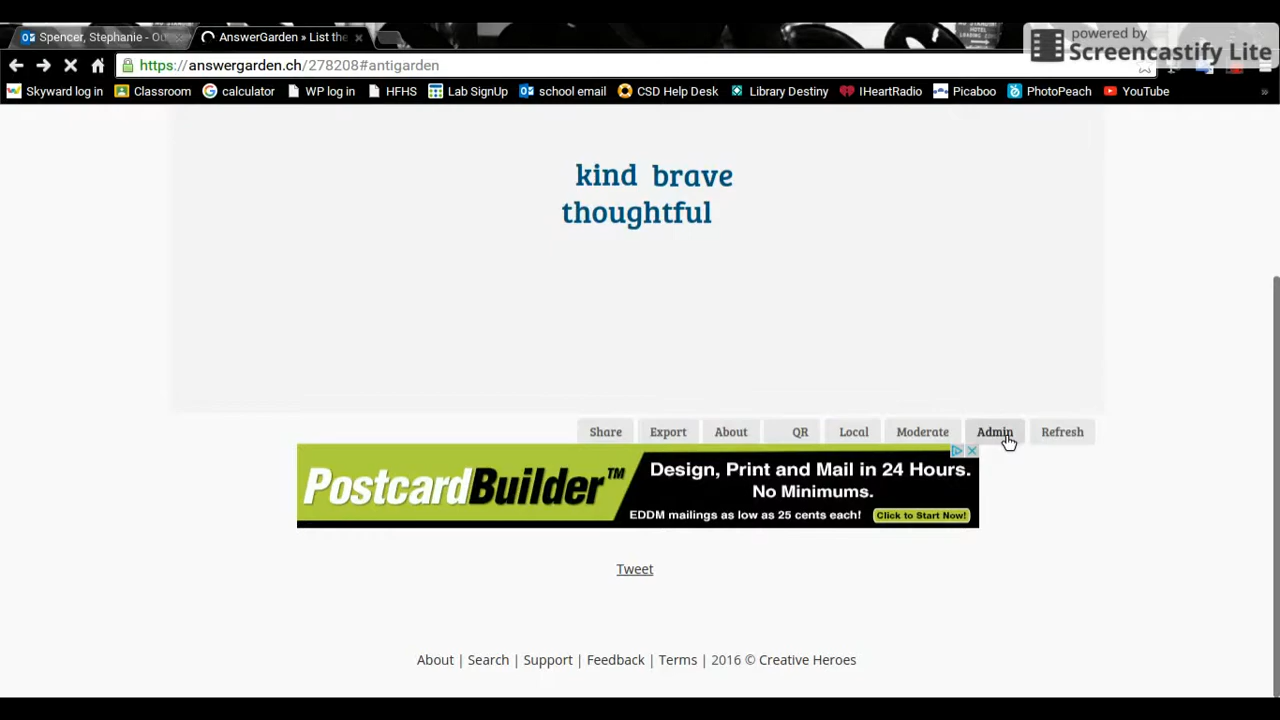 powered by
Screencastify Lite
Spencer, Stephanie - Ou
AnswerGarden » List the
https://answergarden.ch/278208#antigarden
Skyward log in Classroom calculator WP log in HFHS Lab SignUp school email CSD Help Desk Library Destiny IHeartRadio Picaboo PhotoPeach YouTube »
kind brave
thoughtful
Share Export About QR Local Moderate Admin Refresh
PostcardBuilder™
Design, Print and Mail in 24 Hours.
No Minimums.
EDDM mailings as low as 25 cents each! Click to Start Now!
Tweet
About | Search | Support | Feedback | Terms | 2016 © Creative Heroes